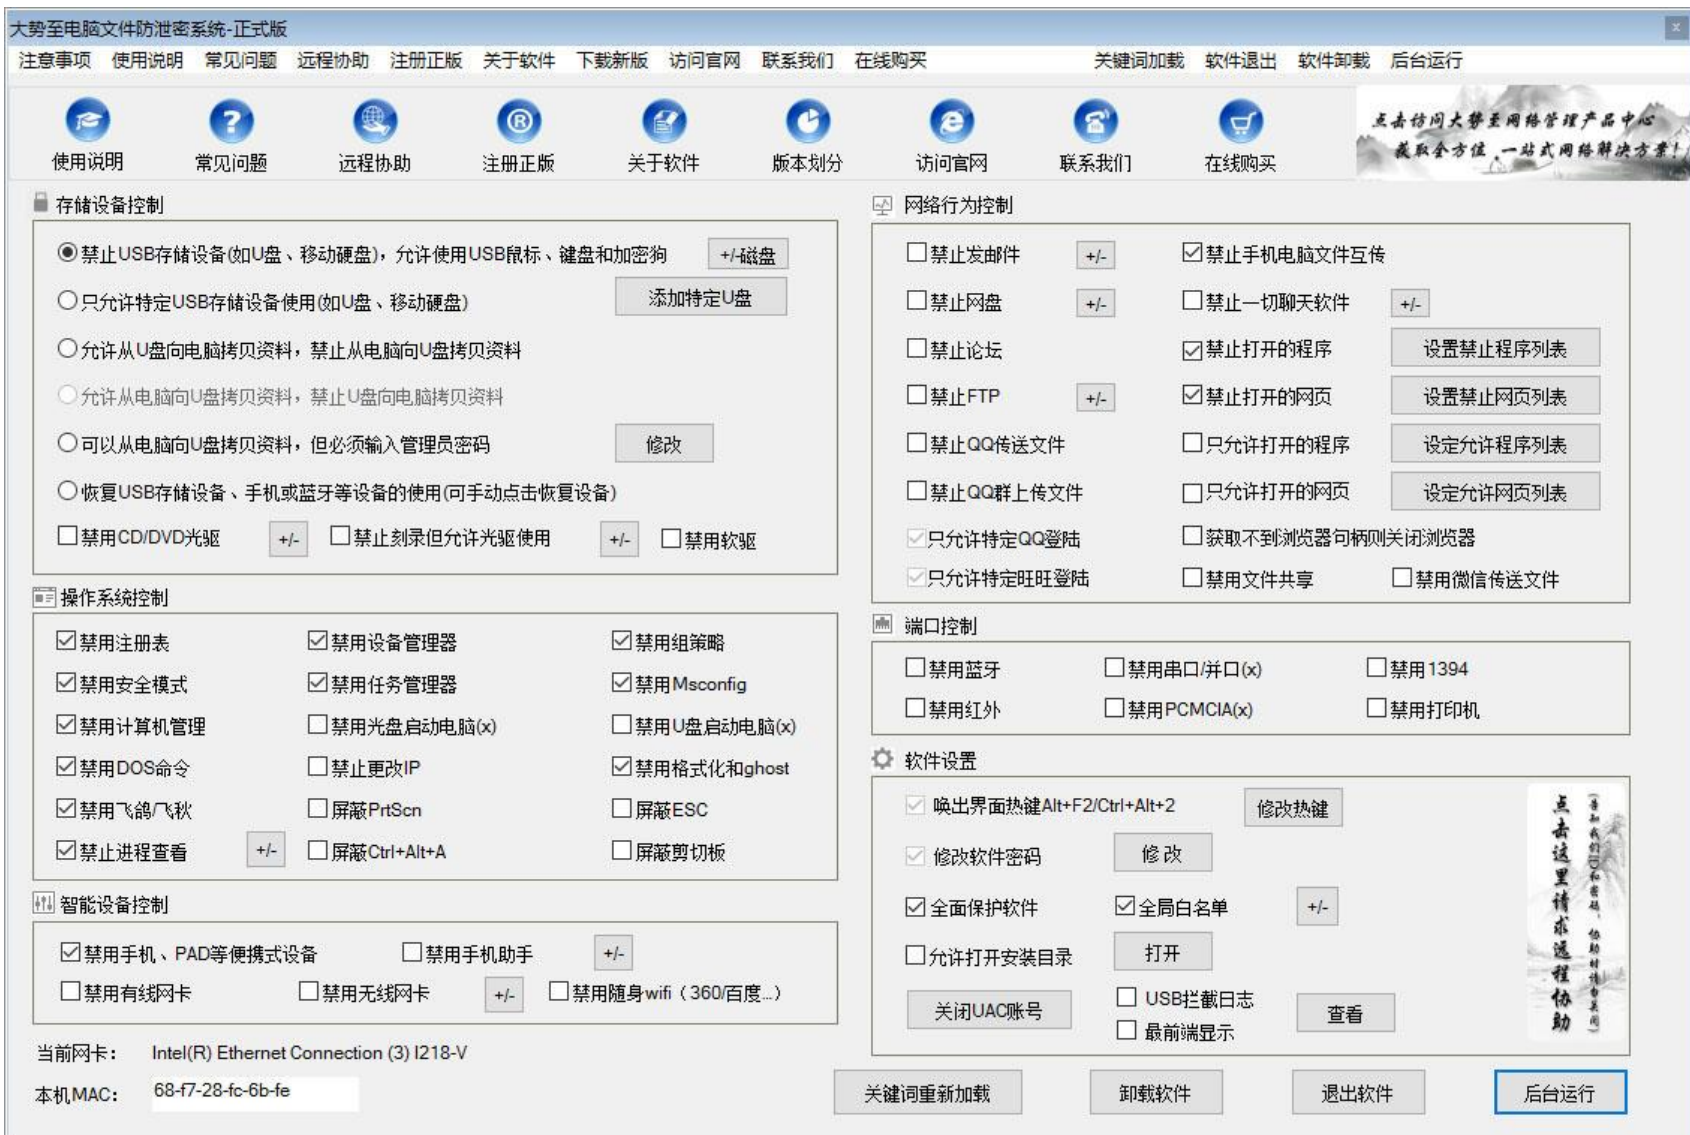 大势至电脑文件防泄密系统-正式版
x
注意事项 使用说明 常见问题 远程协助 注册正版 关于软件 下载新版 访问官网 联系我们 在线购买 关键词加载 软件退出 软件卸载 后台运行
使用说明 常见问题 远程协助 注册正版 关于软件 版本划分 访问官网 联系我们 在线购买
点击访问大势至网络管理产品中心
获取全方位、一站式网络解决方案!
存储设备控制
禁止USB存储设备(如U盘、移动硬盘)，允许使用USB鼠标、键盘和加密狗 +/-磁盘
只允许特定USB存储设备使用(如U盘、移动硬盘) 添加特定U盘
允许从U盘向电脑拷贝资料，禁止从电脑向U盘拷贝资料
允许从电脑向U盘拷贝资料，禁止U盘向电脑拷贝资料
可以从电脑向U盘拷贝资料，但必须输入管理员密码 修改
恢复USB存储设备、手机或蓝牙等设备的使用(可手动点击恢复设备)
禁用CD/DVD光驱 +/- 禁止刻录但允许光驱使用 +/- 禁用软驱
操作系统控制
禁用注册表 禁用设备管理器 禁用组策略
禁用安全模式 禁用任务管理器 禁用Msconfig
禁用计算机管理 禁用光盘启动电脑(x) 禁用U盘启动电脑(x)
禁用DOS命令 禁止更改IP 禁用格式化和ghost
禁用飞鸽/飞秋 屏蔽PrtScn 屏蔽ESC
禁止进程查看 +/- 屏蔽Ctrl+Alt+A 屏蔽剪切板
智能设备控制
禁用手机、PAD等便携式设备 禁用手机助手 +/-
禁用有线网卡 禁用无线网卡 +/- 禁用随身wifi（360/百度...）
当前网卡： Intel(R) Ethernet Connection (3) I218-V
本机MAC： 68-f7-28-fc-6b-fe
网络行为控制
禁止发邮件 +/- 禁止手机电脑文件互传
禁止网盘 +/- 禁止一切聊天软件 +/-
禁止论坛 禁止打开的程序 设置禁止程序列表
禁止FTP +/- 禁止打开的网页 设置禁止网页列表
禁止QQ传送文件 只允许打开的程序 设定允许程序列表
禁止QQ群上传文件 只允许打开的网页 设定允许网页列表
只允许特定QQ登陆 获取不到浏览器句柄则关闭浏览器
只允许特定旺旺登陆 禁用文件共享 禁用微信传送文件
端口控制
禁用蓝牙 禁用串口/并口(x) 禁用1394
禁用红外 禁用PCMCIA(x) 禁用打印机
软件设置
唤出界面热键Alt+F2/Ctrl+Alt+2 修改热键
修改软件密码 修改
全面保护软件 全局白名单 +/-
允许打开安装目录 打开
关闭UAC账号 USB拦截日志 查看
最前端显示
点击这里请求远程协助
(告知我们ID和密码，协助时请勿关闭)
关键词重新加载 卸载软件 退出软件 后台运行